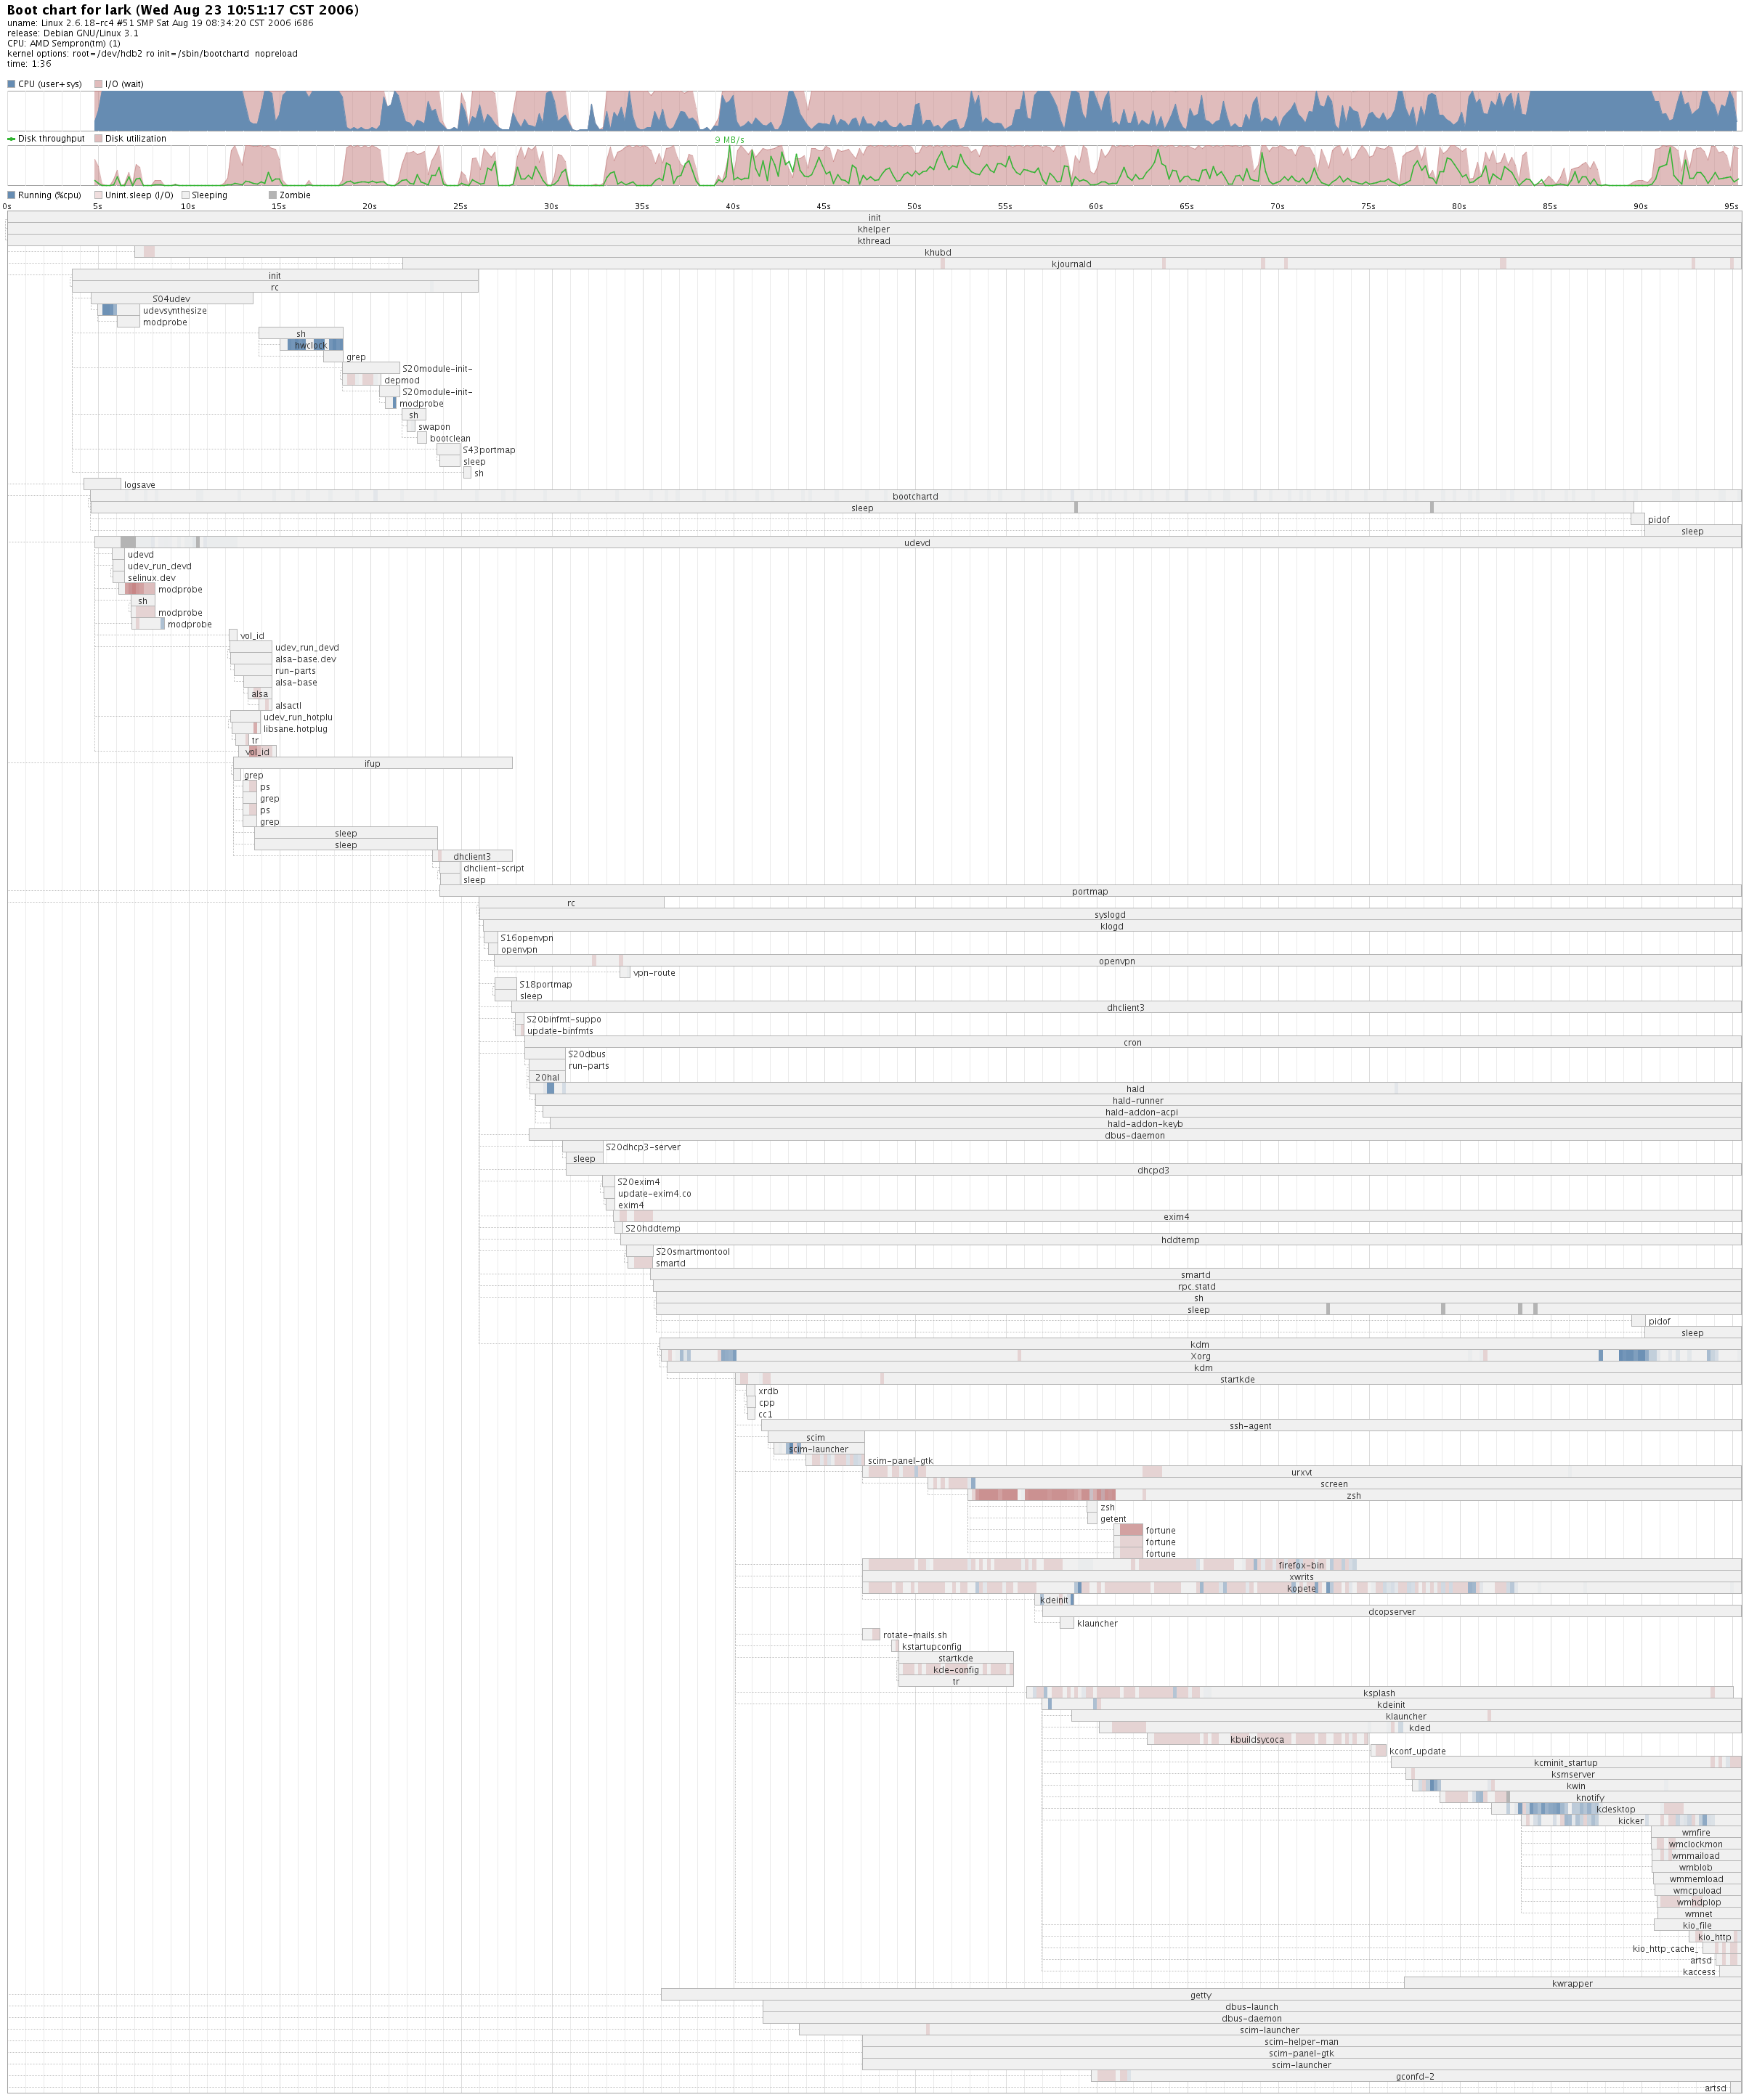 Boot chart for lark (Wed Aug 23 10:51:17 CST 2006)
uname: Linux 2.6.18-rc4 #51 SMP Sat Aug 19 08:34:20 CST 2006 i686
release: Debian GNU/Linux 3.1
CPU: AMD Sempron(tm) (1)
kernel options: root=/dev/hdb2 ro init=/sbin/bootchartd  nopreload
time: 1:36
CPU (user+sys) I/O (wait)
Disk throughput Disk utilization 9 MB/s
Running (%cpu) Unint.sleep (I/O) Sleeping Zombie
0s 5s 10s 15s 20s 25s 30s 35s 40s 45s 50s 55s 60s 65s 70s 75s 80s 85s 90s 95s
init
khelper
kthread
khubd
kjournald
init
rc
S04udev
udevsynthesize
modprobe
sh
hwclock
grep
S20module-init-
depmod
S20module-init-
modprobe
sh
swapon
bootclean
S43portmap
sleep
sh
logsave
bootchartd
sleep
pidof
sleep
udevd
udevd
udev_run_devd
selinux.dev
modprobe
sh
modprobe
modprobe
vol_id
udev_run_devd
alsa-base.dev
run-parts
alsa-base
alsa
alsactl
udev_run_hotplu
libsane.hotplug
tr
vol_id
ifup
grep
ps
grep
ps
grep
sleep
sleep
dhclient3
dhclient-script
sleep
portmap
rc
syslogd
klogd
S16openvpn
openvpn
openvpn
vpn-route
S18portmap
sleep
dhclient3
S20binfmt-suppo
update-binfmts
cron
S20dbus
run-parts
20hal
hald
hald-runner
hald-addon-acpi
hald-addon-keyb
dbus-daemon
S20dhcp3-server
sleep
dhcpd3
S20exim4
update-exim4.co
exim4
exim4
S20hddtemp
hddtemp
S20smartmontool
smartd
smartd
rpc.statd
sh
sleep
pidof
sleep
kdm
Xorg
kdm
startkde
xrdb
cpp
cc1
ssh-agent
scim
scim-launcher
scim-panel-gtk
urxvt
screen
zsh
zsh
getent
fortune
fortune
fortune
firefox-bin
xwrits
kopete
kdeinit
dcopserver
klauncher
rotate-mails.sh
kstartupconfig
startkde
kde-config
tr
ksplash
kdeinit
klauncher
kded
kbuildsycoca
kconf_update
kcminit_startup
ksmserver
kwin
knotify
kdesktop
kicker
wmfire
wmclockmon
wmmaiload
wmblob
wmmemload
wmcpuload
wmhdplop
wmnet
kio_file
kio_http
kio_http_cache_
artsd
kaccess
kwrapper
getty
dbus-launch
dbus-daemon
scim-launcher
scim-helper-man
scim-panel-gtk
scim-launcher
gconfd-2
artsd